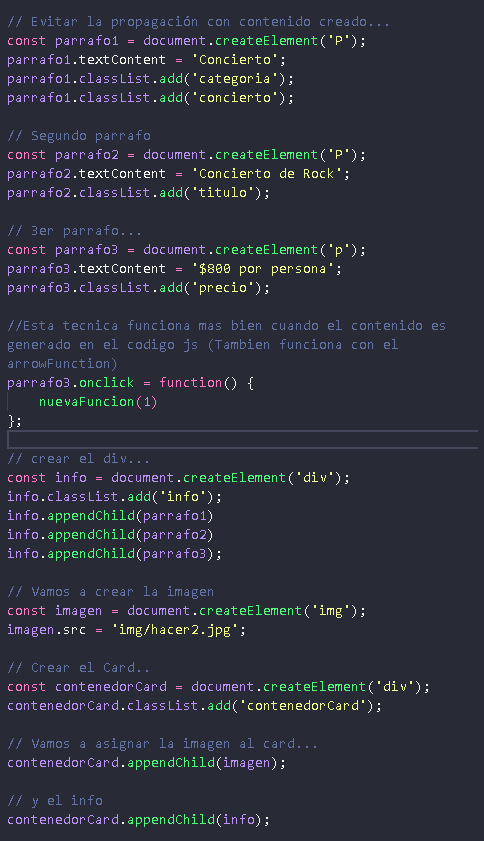 // Evitar la propagación con contenido creado...
const parrafo1 = document.createElement('P');
parrafo1.textContent = 'Concierto';
parrafo1.classList.add('categoria');
parrafo1.classList.add('concierto');
// Segundo parrafo
const parrafo2 = document.createElement('P');
parrafo2.textContent = 'Concierto de Rock';
parrafo2.classList.add('titulo');
// 3er parrafo...
const parrafo3 = document.createElement('p');
parrafo3.textContent = '$800 por persona';
parrafo3.classList.add('precio');
//Esta tecnica funciona mas bien cuando el contenido es
generado en el codigo js (Tambien funciona con el
arrowFunction)
parrafo3.onclick = function() {
    nuevaFuncion(1)
};
// crear el div...
const info = document.createElement('div');
info.classList.add('info');
info.appendChild(parrafo1)
info.appendChild(parrafo2)
info.appendChild(parrafo3);
// Vamos a crear la imagen
const imagen = document.createElement('img');
imagen.src = 'img/hacer2.jpg';
// Crear el Card..
const contenedorCard = document.createElement('div');
contenedorCard.classList.add('contenedorCard');
// Vamos a asignar la imagen al card...
contenedorCard.appendChild(imagen);
// y el info
contenedorCard.appendChild(info);